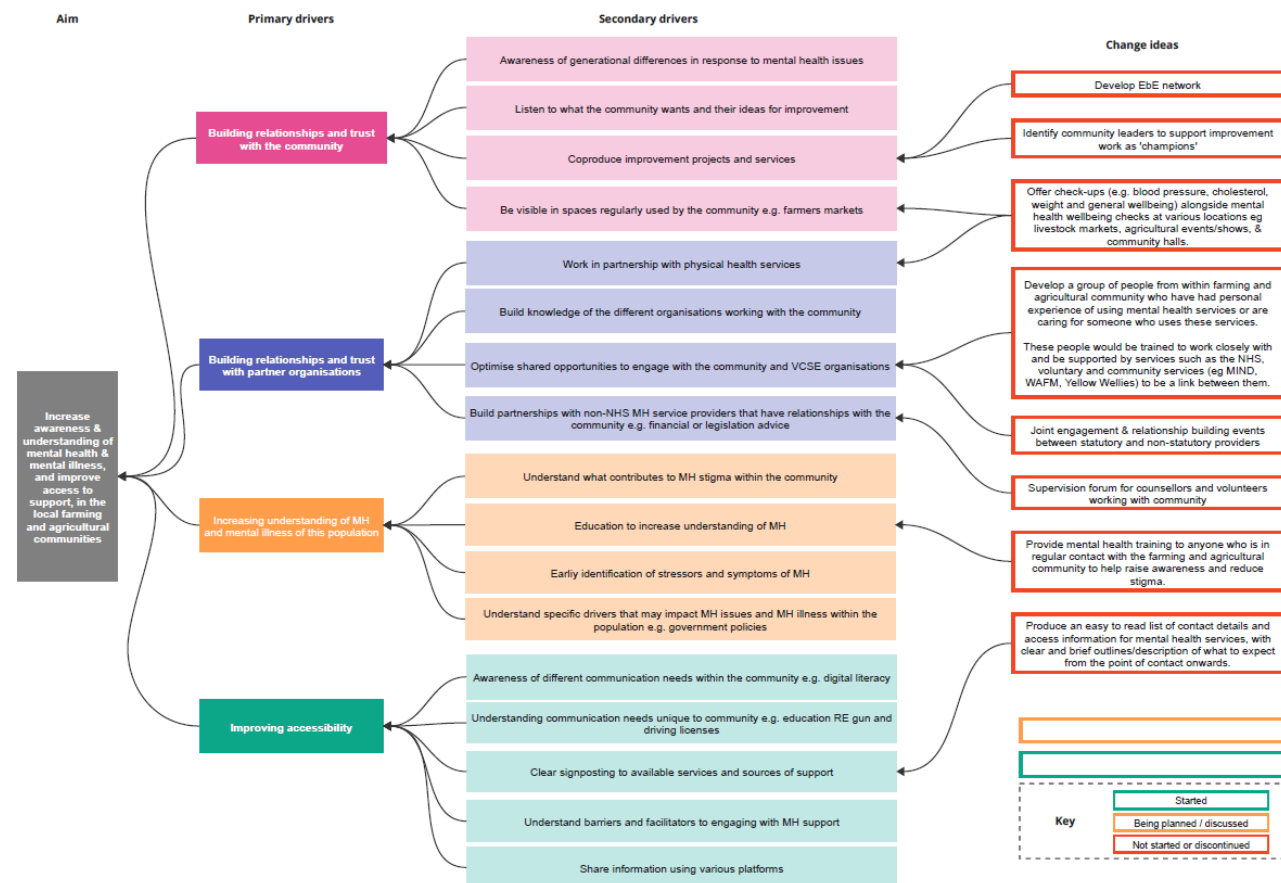 Aim
Primary drivers
Secondary drivers
Change ideas
Increase
awareness &
understanding of
mental health &
mental illness,
and improve
access to
support, in the
local farming
and agricultural
communities
Building relationships and trust
with the community
Building relationships and trust
with partner organisations
Increasing understanding of MH
and mental illness of this population
Improving accessibility
Awareness of generational differences in response to mental health issues
Listen to what the community wants and their ideas for improvement
Coproduce improvement projects and services
Be visible in spaces regularly used by the community e.g. farmers markets
Work in partnership with physical health services
Build knowledge of the different organisations working with the community
Optimise shared opportunities to engage with the community and VCSE organisations
Build partnerships with non-NHS MH service providers that have relationships with the
community e.g. financial or legislation advice
Understand what contributes to MH stigma within the community
Education to increase understanding of MH
Earliy identification of stressors and symptoms of MH
Understand specific drivers that may impact MH issues and MH illness within the
population e.g. government policies
Awareness of different communication needs within the community e.g. digital literacy
Understanding communication needs unique to community e.g. education RE gun and
driving licenses
Clear signposting to available services and sources of support
Understand barriers and facilitators to engaging with MH support
Share information using various platforms
Develop EbE network
Identify community leaders to support improvement
work as 'champions'
Offer check-ups (e.g. blood pressure, cholesterol,
weight and general wellbeing) alongside mental
health wellbeing checks at various locations eg
livestock markets, agricultural events/shows, &
community halls.
Develop a group of people from within farming and
agricultural community who have had personal
experience of using mental health services or are
caring for someone who uses these services.
These people would be trained to work closely with
and be supported by services such as the NHS,
voluntary and community services (eg MIND,
WAFM, Yellow Wellies) to be a link between them.
Joint engagement & relationship building events
between statutory and non-statutory providers
Supervision forum for counsellors and volunteers
working with community
Provide mental health training to anyone who is in
regular contact with the farming and agricultural
community to help raise awareness and reduce
stigma.
Produce an easy to read list of contact details and
access information for mental health services, with
clear and brief outlines/description of what to expect
from the point of contact onwards.
Key
Started
Being planned / discussed
Not started or discontinued